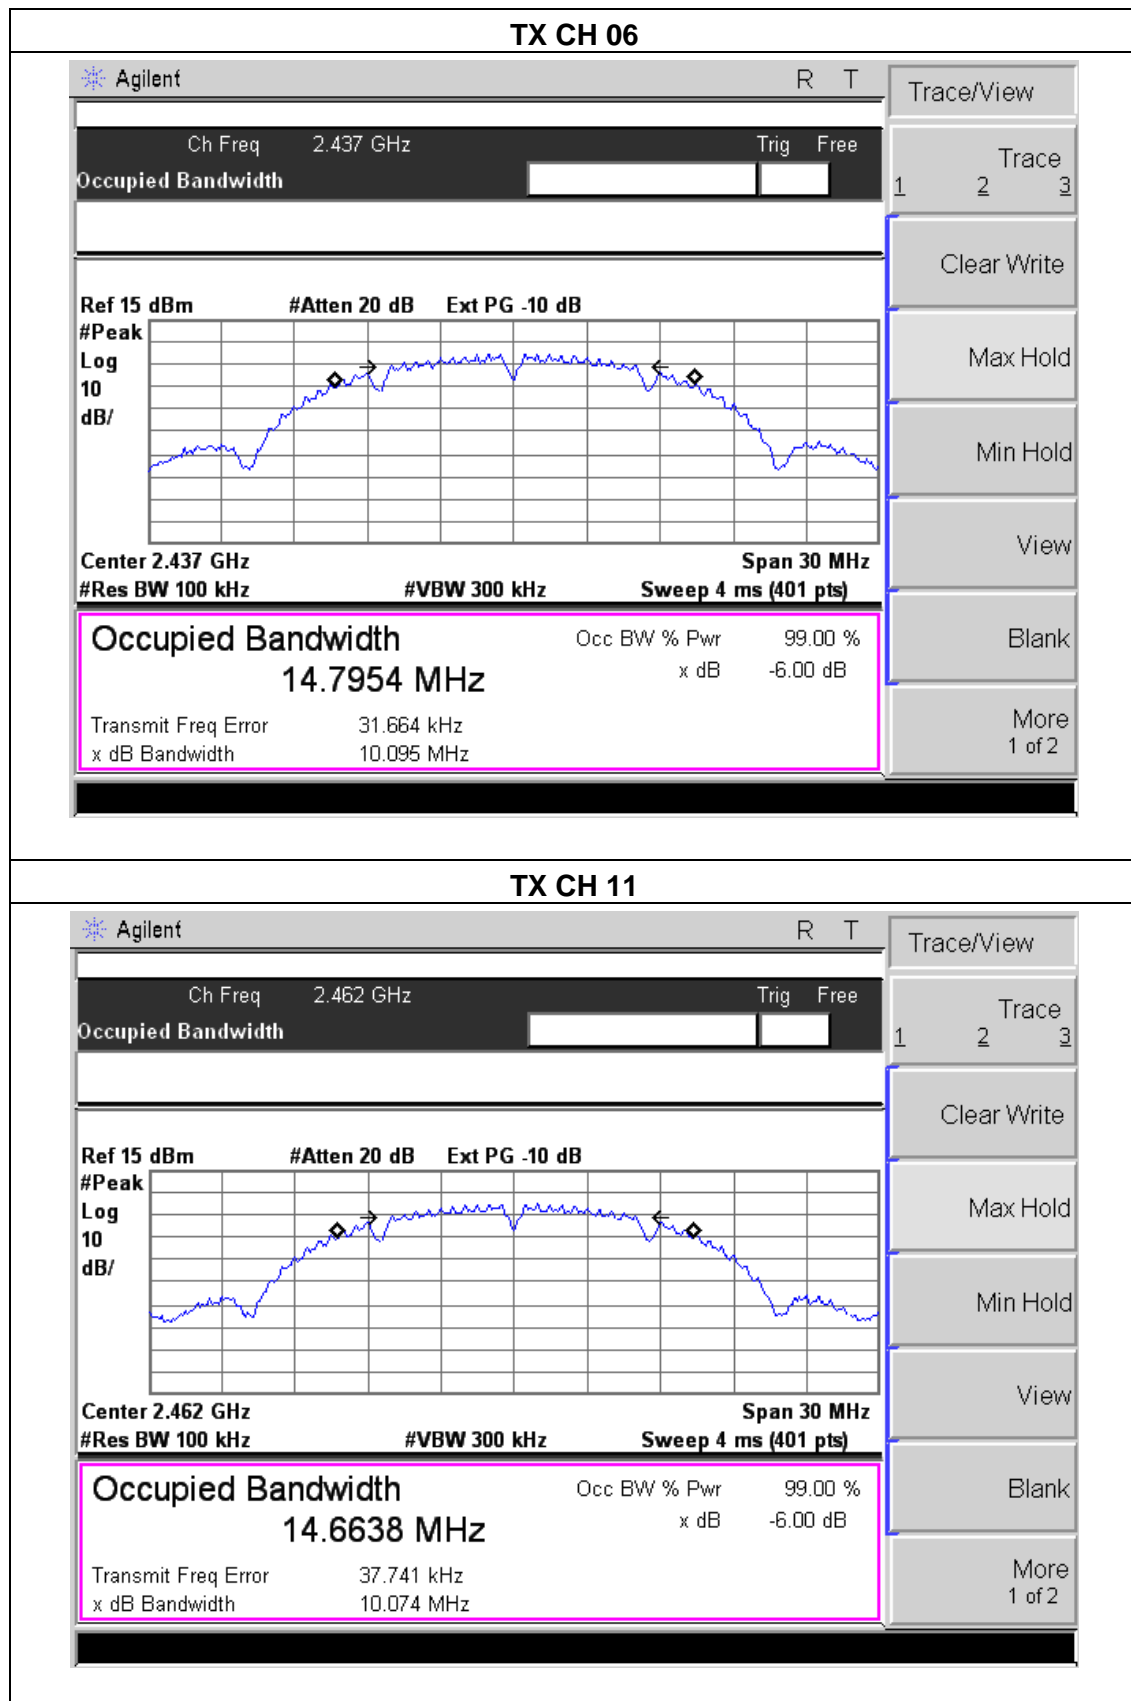 TX CH 06
Agilent R T
Trace/View
Ch Freq 2.437 GHz Trig Free
Occupied Bandwidth
Trace
1 2 3
Clear Write
Max Hold
Min Hold
View
Blank
More
1 of 2
Ref 15 dBm #Atten 20 dB Ext PG -10 dB
#Peak
Log
10
dB/
Center 2.437 GHz Span 30 MHz
#Res BW 100 kHz #VBW 300 kHz Sweep 4 ms (401 pts)
Occupied Bandwidth Occ BW % Pwr 99.00 %
14.7954 MHz x dB -6.00 dB
Transmit Freq Error 31.664 kHz
x dB Bandwidth 10.095 MHz
TX CH 11
Agilent R T
Trace/View
Ch Freq 2.462 GHz Trig Free
Occupied Bandwidth
Trace
1 2 3
Clear Write
Max Hold
Min Hold
View
Blank
More
1 of 2
Ref 15 dBm #Atten 20 dB Ext PG -10 dB
#Peak
Log
10
dB/
Center 2.462 GHz Span 30 MHz
#Res BW 100 kHz #VBW 300 kHz Sweep 4 ms (401 pts)
Occupied Bandwidth Occ BW % Pwr 99.00 %
14.6638 MHz x dB -6.00 dB
Transmit Freq Error 37.741 kHz
x dB Bandwidth 10.074 MHz